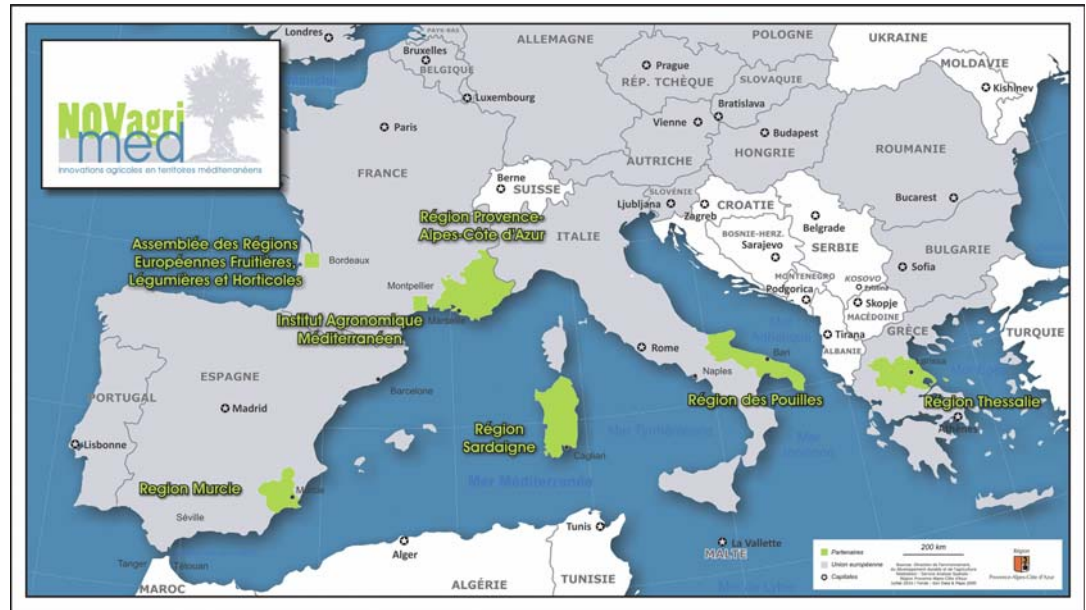 NOVagri
med
innovations agricoles en territoires méditerranéens
Londres
PAYS-BAS
Bruxelles
BELGIQUE
Luxembourg
ALLEMAGNE
POLOGNE
UKRAINE
Prague
RÉP. TCHÈQUE
SLOVAQUIE
MOLDAVIE
Kishinev
Paris
Vienne
Bratislava
Budapest
AUTRICHE
HONGRIE
ROUMANIE
FRANCE
Berne
SUISSE
SLOVÉNIE
Ljubljana
Zagreb
CROATIE
Bucarest
Belgrade
BOSNIE-HERZ.
Sarajevo
SERBIE
Région Provence-
Alpes-Côte d'Azur
ITALIE
Assemblée des Régions
Européennes Fruitières,
Légumières et Horticoles
Bordeaux
BULGARIE
Sofia
MONTENEGRO
KOSOVO
Podgorica
Skopje
MACÉDOINE
Montpellier
Marseille
Institut Agronomique
Méditerranéen
Tirana
ALBANIE
GRÈCE
TURQUIE
Larissa
Rome
Bari
Naples
Région des Pouilles
Région Thessalie
Athènes
ESPAGNE
Barcelone
PORTUGAL
Madrid
Lisbonne
Région
Sardaigne
Cagliari
Mer Tyrrhénienne
Mer Méditerranée
Region Murcie
Murcie
Séville
Tanger
Tétouan
MAROC
Alger
ALGÉRIE
Tunis
TUNISIE
La Vallette
MALTE
Partenaires
Union européenne
Capitales
200 km
Région
Provence-Alpes-Côte d'Azur